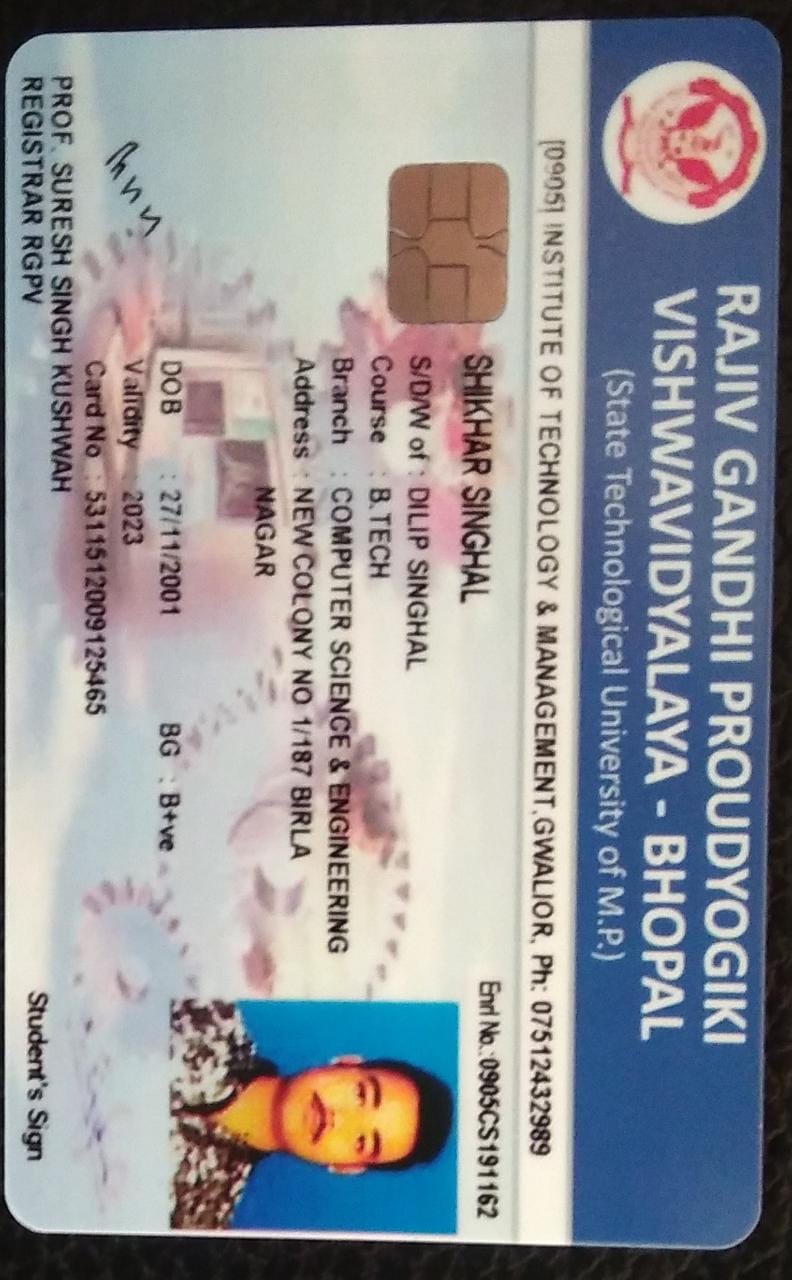 RAJIV GANDHI PROUDYOGIKI
VISHWAVIDYALAYA - BHOPAL
(State Technological University of M.P.)
[0905] INSTITUTE OF TECHNOLOGY & MANAGEMENT,GWALIOR, Ph: 07512432989
Enrl No.:0905CS191162
SHIKHAR SINGHAL
S/D/W of : DILIP SINGHAL
Course : B.TECH
Branch : COMPUTER SCIENCE & ENGINEERING
Address : NEW COLONY NO 1/187 BIRLA
NAGAR
DOB : 27/11/2001 BG : B+ve
Validity : 2023
Card No : 5311512009125465
PROF. SURESH SINGH KUSHWAH
REGISTRAR RGPV
Student's Sign